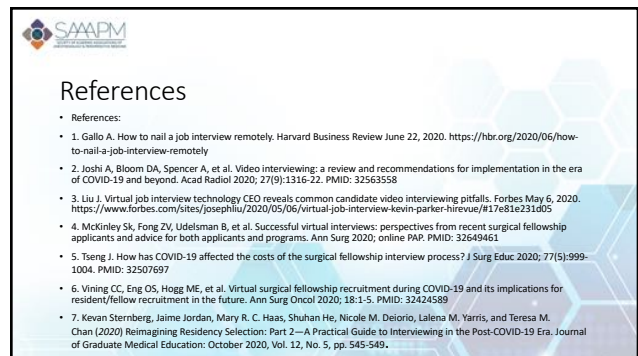 SAAAPM
SOCIETY OF ACADEMIC ASSOCIATIONS OF
ANESTHESIOLOGY & PERIOPERATIVE MEDICINE
References
• References:
• 1. Gallo A. How to nail a job interview remotely. Harvard Business Review June 22, 2020. https://hbr.org/2020/06/how-
to-nail-a-job-interview-remotely
• 2. Joshi A, Bloom DA, Spencer A, et al. Video interviewing: a review and recommendations for implementation in the era
of COVID-19 and beyond. Acad Radiol 2020; 27(9):1316-22. PMID: 32563558
• 3. Liu J. Virtual job interview technology CEO reveals common candidate video interviewing pitfalls. Forbes May 6, 2020.
https://www.forbes.com/sites/josephliu/2020/05/06/virtual-job-interview-kevin-parker-hirevue/#17e81e231d05
• 4. McKinley Sk, Fong ZV, Udelsman B, et al. Successful virtual interviews: perspectives from recent surgical fellowship
applicants and advice for both applicants and programs. Ann Surg 2020; online PAP. PMID: 32649461
• 5. Tseng J. How has COVID-19 affected the costs of the surgical fellowship interview process? J Surg Educ 2020; 77(5):999-
1004. PMID: 32507697
• 6. Vining CC, Eng OS, Hogg ME, et al. Virtual surgical fellowship recruitment during COVID-19 and its implications for
resident/fellow recruitment in the future. Ann Surg Oncol 2020; 18:1-5. PMID: 32424589
• 7. Kevan Sternberg, Jaime Jordan, Mary R. C. Haas, Shuhan He, Nicole M. Deiorio, Lalena M. Yarris, and Teresa M.
Chan (2020) Reimagining Residency Selection: Part 2—A Practical Guide to Interviewing in the Post-COVID-19 Era. Journal
of Graduate Medical Education: October 2020, Vol. 12, No. 5, pp. 545-549.